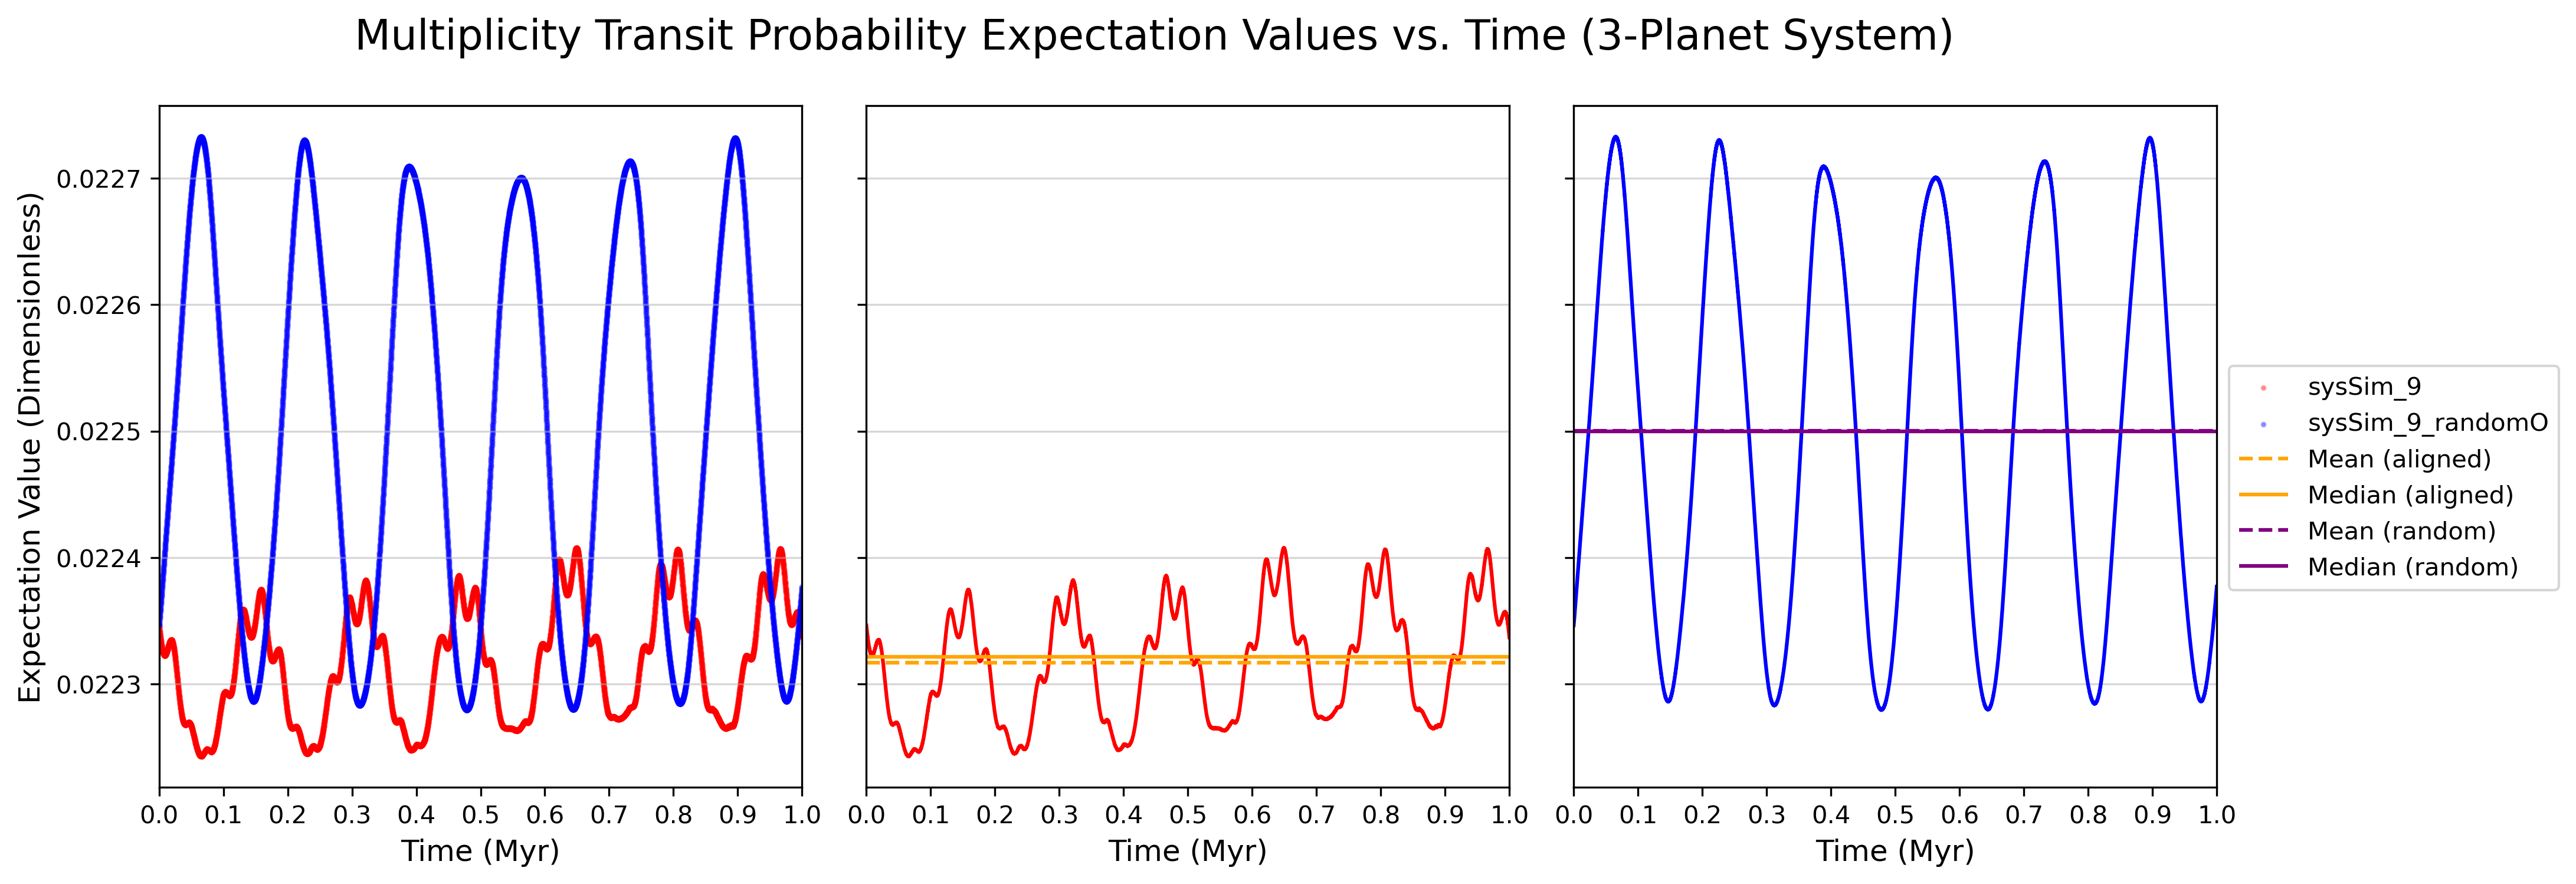 Multiplicity Transit Probability Expectation Values vs. Time (3-Planet System)
Expectation Value (Dimensionless)
0.0227
0.0226
0.0225
0.0224
0.0223
0.0 0.1 0.2 0.3 0.4 0.5 0.6 0.7 0.8 0.9 1.0
Time (Myr)
0.0 0.1 0.2 0.3 0.4 0.5 0.6 0.7 0.8 0.9 1.0
Time (Myr)
0.0 0.1 0.2 0.3 0.4 0.5 0.6 0.7 0.8 0.9 1.0
Time (Myr)
sysSim_9
sysSim_9_randomO
Mean (aligned)
Median (aligned)
Mean (random)
Median (random)